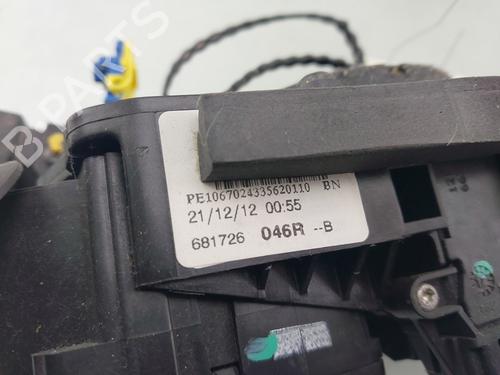 B-PARTS
PE1067024335620110 BN
21/12/12 00:55
681726 046R --B